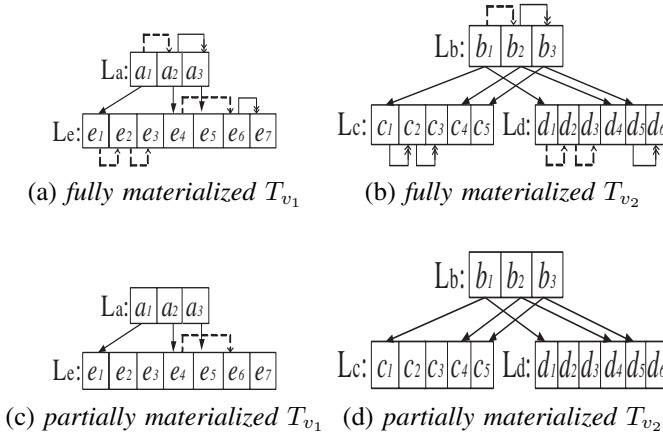 La: a1 a2 a3
Le: e1 e2 e3 e4 e5 e6 e7
(a) fully materialized Tv1
Lb: b1 b2 b3
Lc: c1 c2 c3 c4 c5 Ld: d1 d2 d3 d4 d5 d6
(b) fully materialized Tv2
La: a1 a2 a3
Le: e1 e2 e3 e4 e5 e6 e7
(c) partially materialized Tv1
Lb: b1 b2 b3
Lc: c1 c2 c3 c4 c5 Ld: d1 d2 d3 d4 d5 d6
(d) partially materialized Tv2